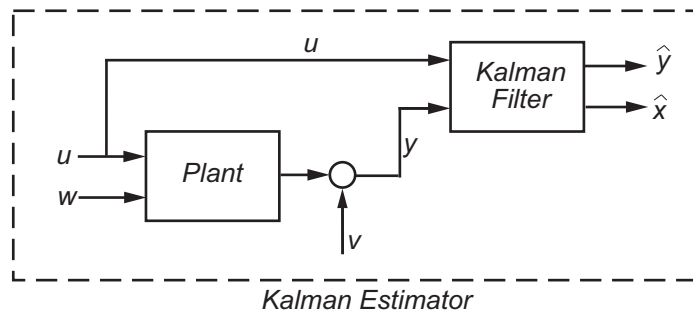 u
Kalman
Filter
ŷ
x̂
y
u
Plant
w
v
Kalman Estimator